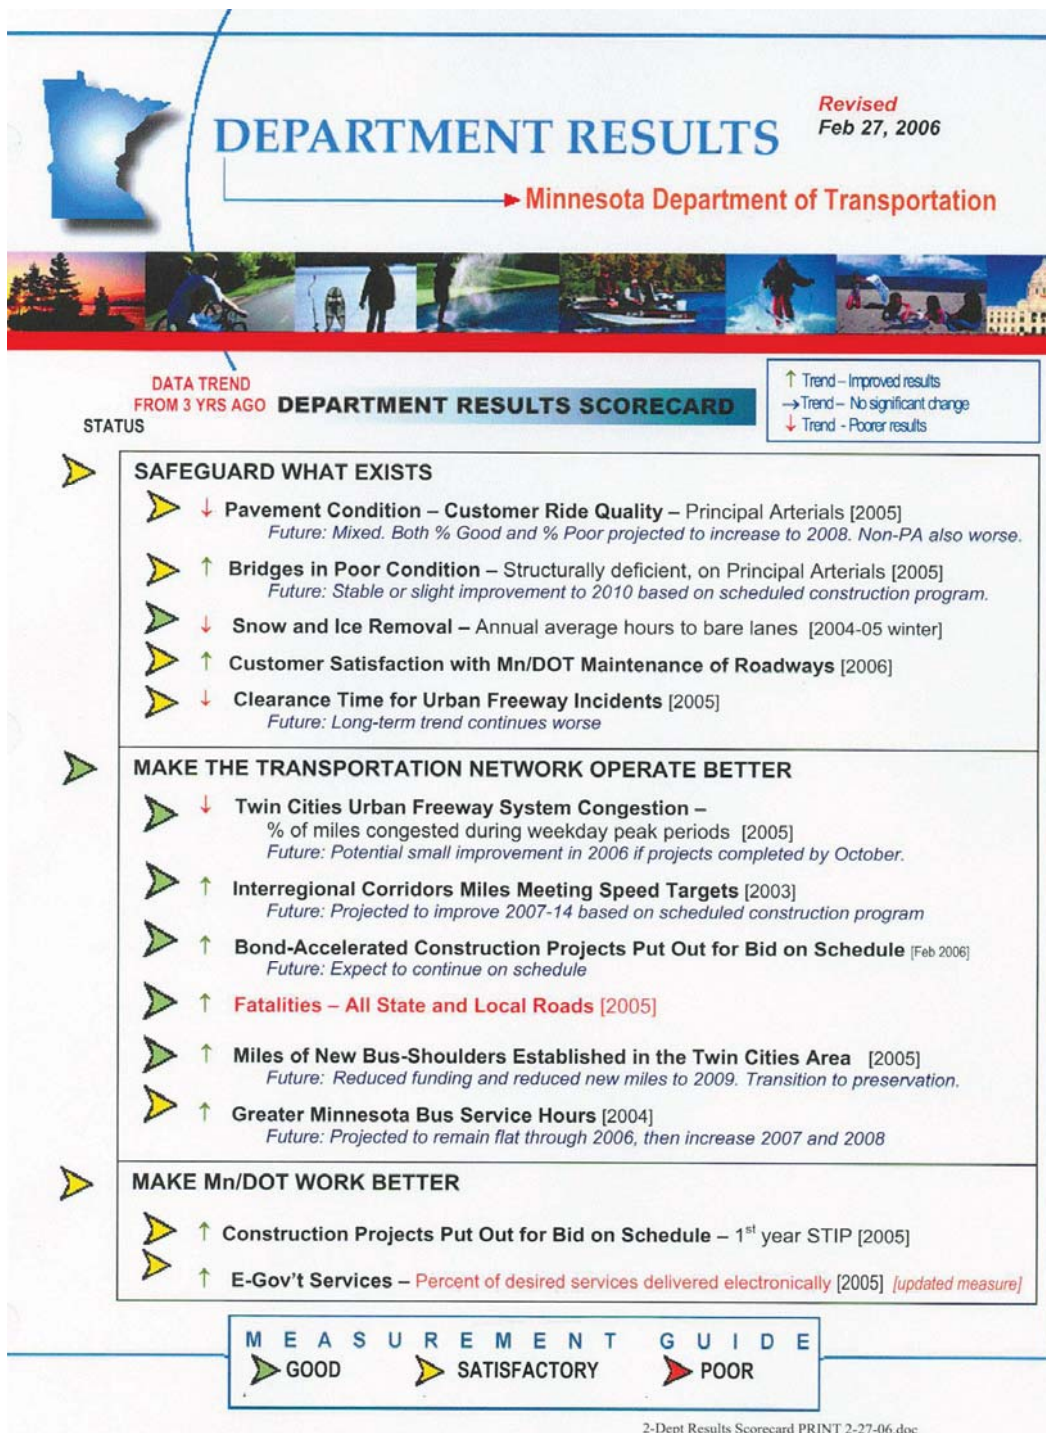 Revised
Feb 27, 2006
DEPARTMENT RESULTS
Minnesota Department of Transportation
DATA TREND
FROM 3 YRS AGO
STATUS
DEPARTMENT RESULTS SCORECARD
↑ Trend – Improved results
→ Trend – No significant change
↓ Trend - Poorer results
SAFEGUARD WHAT EXISTS
↓ Pavement Condition – Customer Ride Quality – Principal Arterials [2005]
Future: Mixed. Both % Good and % Poor projected to increase to 2008. Non-PA also worse.
↑ Bridges in Poor Condition – Structurally deficient, on Principal Arterials [2005]
Future: Stable or slight improvement to 2010 based on scheduled construction program.
↓ Snow and Ice Removal – Annual average hours to bare lanes [2004-05 winter]
↑ Customer Satisfaction with Mn/DOT Maintenance of Roadways [2006]
↓ Clearance Time for Urban Freeway Incidents [2005]
Future: Long-term trend continues worse
MAKE THE TRANSPORTATION NETWORK OPERATE BETTER
↓ Twin Cities Urban Freeway System Congestion –
% of miles congested during weekday peak periods [2005]
Future: Potential small improvement in 2006 if projects completed by October.
↑ Interregional Corridors Miles Meeting Speed Targets [2003]
Future: Projected to improve 2007-14 based on scheduled construction program
↑ Bond-Accelerated Construction Projects Put Out for Bid on Schedule [Feb 2006]
Future: Expect to continue on schedule
↑ Fatalities – All State and Local Roads [2005]
↑ Miles of New Bus-Shoulders Established in the Twin Cities Area [2005]
Future: Reduced funding and reduced new miles to 2009. Transition to preservation.
↑ Greater Minnesota Bus Service Hours [2004]
Future: Projected to remain flat through 2006, then increase 2007 and 2008
MAKE Mn/DOT WORK BETTER
↑ Construction Projects Put Out for Bid on Schedule – 1st year STIP [2005]
↑ E-Gov't Services – Percent of desired services delivered electronically [2005] [updated measure]
MEASUREMENT GUIDE
GOOD SATISFACTORY POOR
2-Dept Results Scorecard PRINT 2-27-06.doc